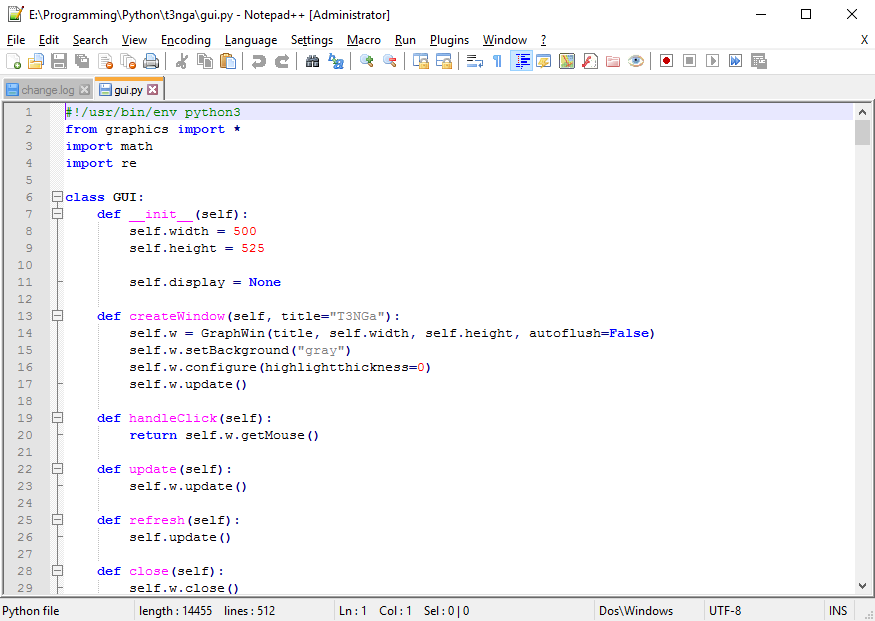 E:\Programming\Python\t3nga\gui.py - Notepad++ [Administrator]
File Edit Search View Encoding Language Settings Macro Run Plugins Window ? X
change.log gui.py
1 #!/usr/bin/env python3
2 from graphics import *
3 import math
4 import re
5
6 class GUI:
7     def __init__(self):
8         self.width = 500
9         self.height = 525
10
11         self.display = None
12
13     def createWindow(self, title="T3NGa"):
14         self.w = GraphWin(title, self.width, self.height, autoflush=False)
15         self.w.setBackground("gray")
16         self.w.configure(highlightthickness=0)
17         self.w.update()
18
19     def handleClick(self):
20         return self.w.getMouse()
21
22     def update(self):
23         self.w.update()
24
25     def refresh(self):
26         self.update()
27
28     def close(self):
29         self.w.close()
Python file length : 14455 lines : 512 Ln : 1 Col : 1 Sel : 0 | 0 Dos\Windows UTF-8 INS